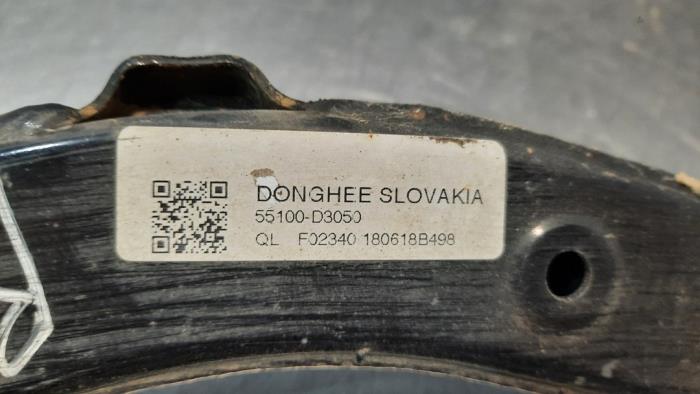 DONGHEE SLOVAKIA
55100-D3050
QL F02340 180618B498